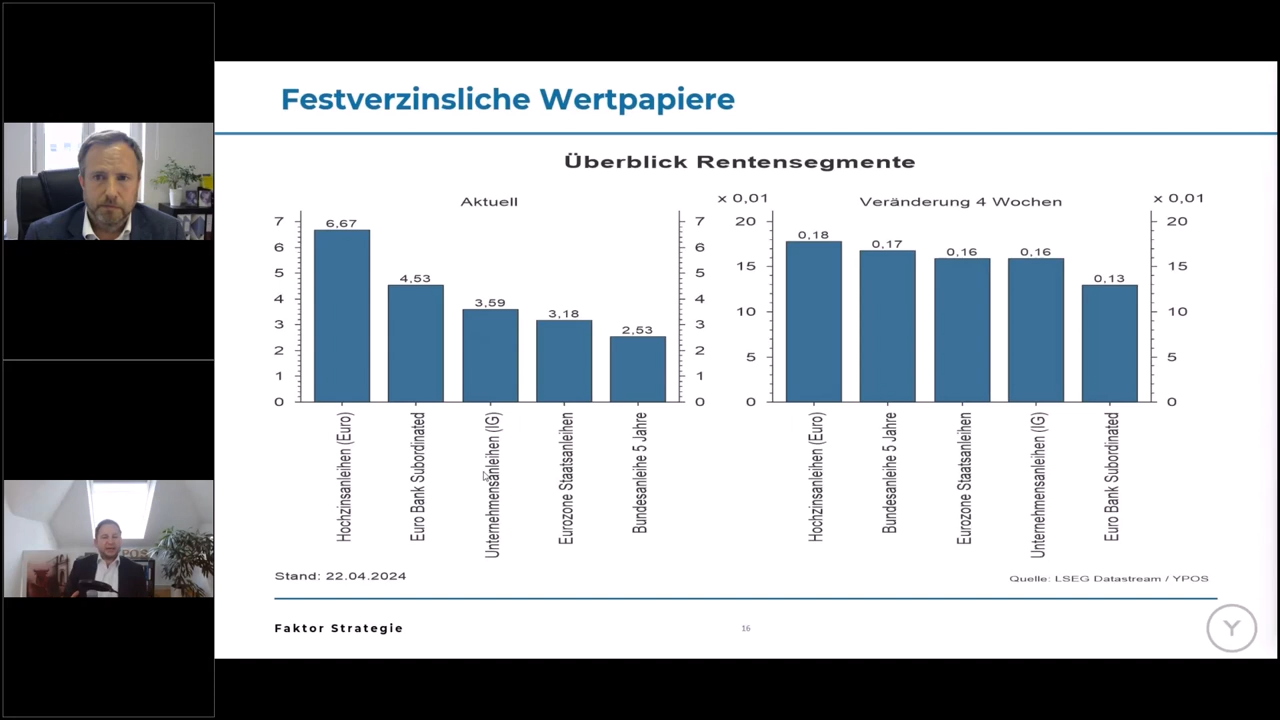 Festverzinsliche Wertpapiere
Überblick Rentensegmente
Aktuell
7
6
5
4
3
2
1
0
6,67
4,53
3,59
3,18
2,53
7
6
5
4
3
2
1
0
Hochzinsanleihen (Euro)
Euro Bank Subordinated
Unternehmensanleihen (IG)
Eurozone Staatsanleihen
Bundesanleihe 5 Jahre
Veränderung 4 Wochen
x 0,01
20
15
10
5
0
0,18
0,17
0,16
0,16
0,13
x 0,01
20
15
10
5
0
Hochzinsanleihen (Euro)
Bundesanleihe 5 Jahre
Eurozone Staatsanleihen
Unternehmensanleihen (IG)
Euro Bank Subordinated
Stand: 22.04.2024
Quelle: LSEG Datastream / YPOS
Faktor Strategie
16
Y